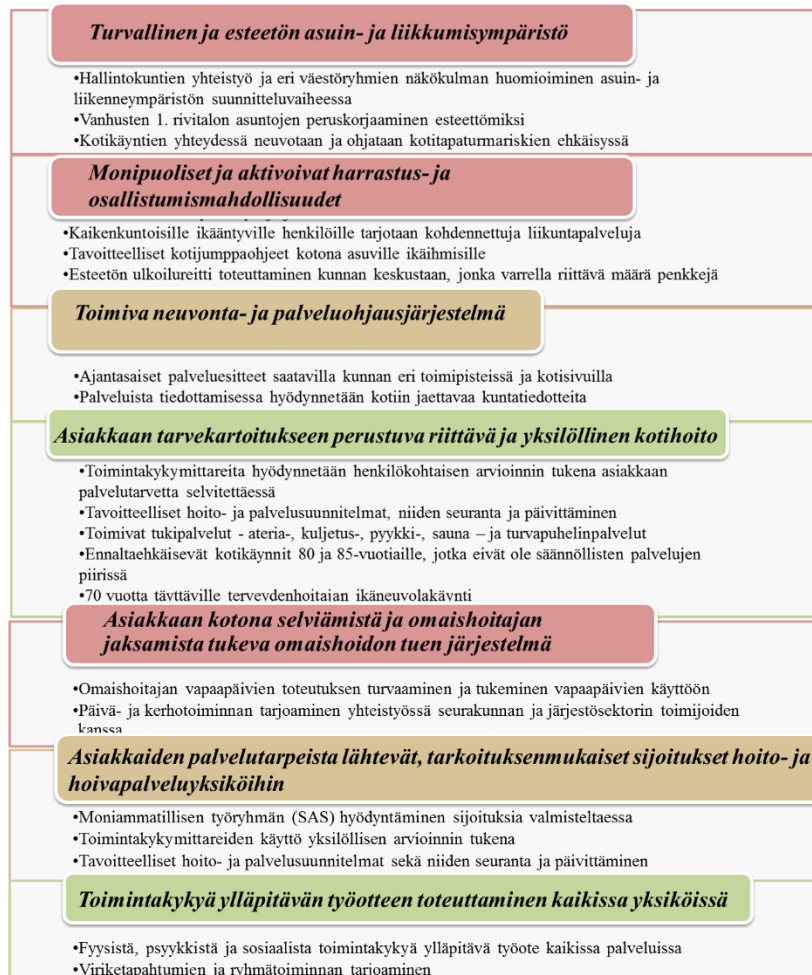 Turvallinen ja esteetön asuin- ja liikkumisympäristö
•Hallintokuntien yhteistyö ja eri väestöryhmien näkökulman huomioiminen asuin- ja
liikenneympäristön suunnitteluvaiheessa
•Vanhusten 1. rivitalon asuntojen peruskorjaaminen esteettömiksi
•Kotikäyntien yhteydessä neuvotaan ja ohjataan kotitapaturmariskien ehkäisyssä
Monipuoliset ja aktivoivat harrastus- ja
osallistumismahdollisuudet
•Kaikenkuntoisille ikääntyville henkilöille tarjotaan kohdennettuja liikuntapalveluja
•Tavoitteelliset kotijumppaohjeet kotona asuville ikäihmisille
•Esteetön ulkoilureitti toteuttaminen kunnan keskustaan, jonka varrella riittävä määrä penkkejä
Toimiva neuvonta- ja palveluohjausjärjestelmä
•Ajantasaiset palveluesitteet saatavilla kunnan eri toimipisteissä ja kotisivuilla
•Palveluista tiedottamisessa hyödynnetään kotiin jaettavaa kuntatiedotteita
Asiakkaan tarvekartoitukseen perustuva riittävä ja yksilöllinen kotihoito
•Toimintakykymittareita hyödynnetään henkilökohtaisen arvioinnin tukena asiakkaan
palvelutarvetta selvitettäessä
•Tavoitteelliset hoito- ja palvelusuunnitelmat, niiden seuranta ja päivittäminen
•Toimivat tukipalvelut - ateria-, kuljetus-, pyykki-, sauna – ja turvapuhelinpalvelut
•Ennaltaehkäisevät kotikäynnit 80 ja 85-vuotiaille, jotka eivät ole säännöllisten palvelujen
piirissä
•70 vuotta täyttäville terveydenhoitajan ikäneuvolakäynti
Asiakkaan kotona selviämistä ja omaishoitajan
jaksamista tukeva omaishoidon tuen järjestelmä
•Omaishoitajan vapaapäivien toteutuksen turvaaminen ja tukeminen vapaapäivien käyttöön
•Päivä- ja kerhotoiminnan tarjoaminen yhteistyössä seurakunnan ja järjestösektorin toimijoiden
kanssa
Asiakkaiden palvelutarpeista lähtevät, tarkoituksenmukaiset sijoitukset hoito- ja
hoivapalveluyksiköihin
•Moniammatillisen työryhmän (SAS) hyödyntäminen sijoituksia valmisteltaessa
•Toimintakykymittareiden käyttö yksilöllisen arvioinnin tukena
•Tavoitteelliset hoito- ja palvelusuunnitelmat sekä niiden seuranta ja päivittäminen
Toimintakykyä ylläpitävän työotteen toteuttaminen kaikissa yksiköissä
•Fyysistä, psyykkistä ja sosiaalista toimintakykyä ylläpitävä työote kaikissa palveluissa
•Viriketapahtumien ja ryhmätoiminnan tarjoaminen